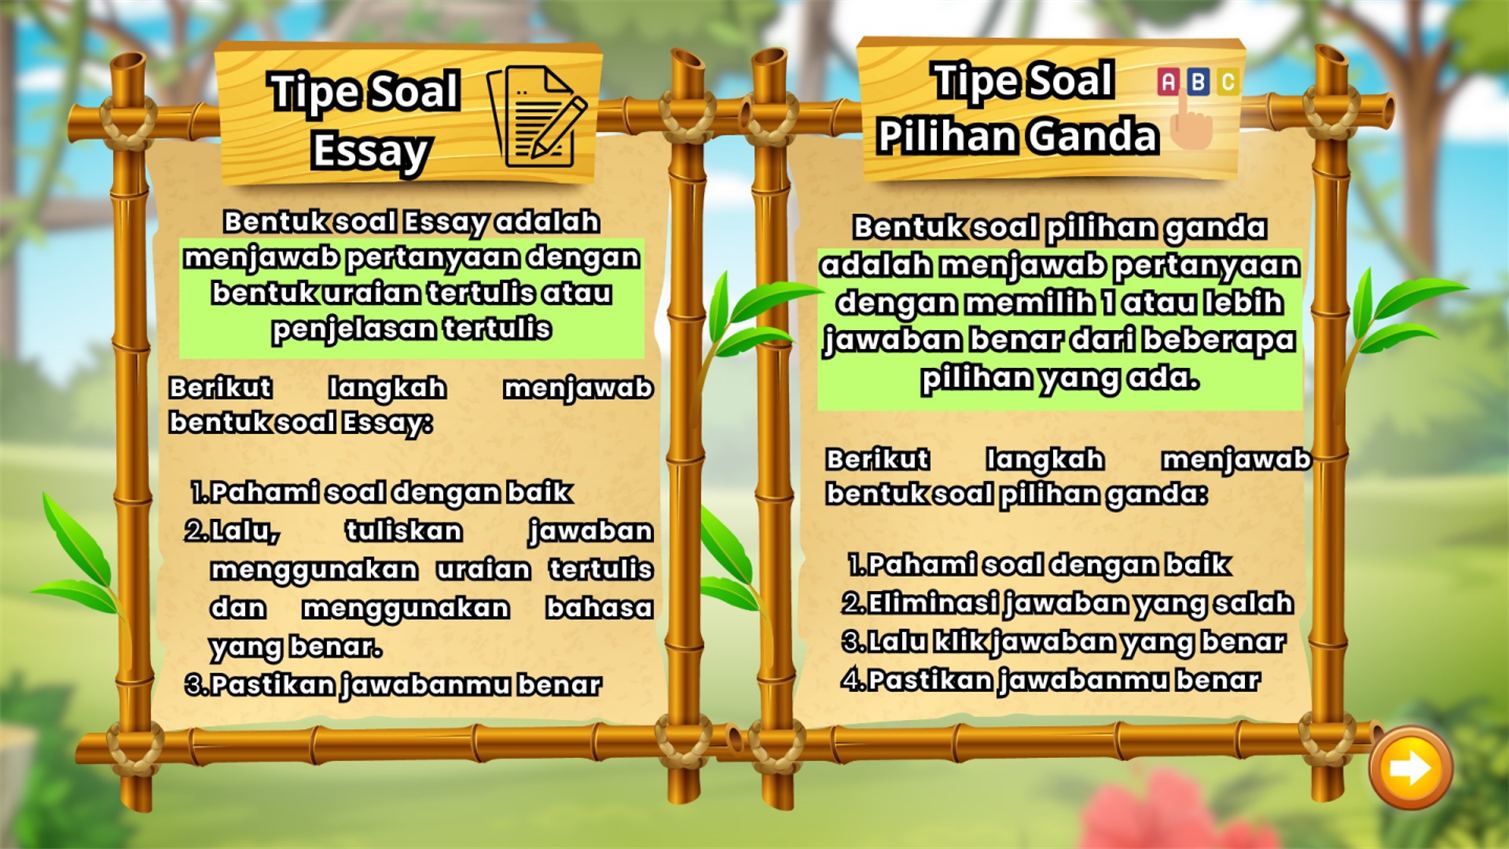 Tipe Soal
Essay
Bentuk soal Essay adalah
menjawab pertanyaan dengan
bentuk uraian tertulis atau
penjelasan tertulis
Berikut langkah menjawab
bentuk soal Essay:
1.Pahami soal dengan baik
2.Lalu, tuliskan jawaban
menggunakan uraian tertulis
dan menggunakan bahasa
yang benar.
3.Pastikan jawabanmu benar
Tipe Soal
Pilihan Ganda
A B C
Bentuk soal pilihan ganda
adalah menjawab pertanyaan
dengan memilih 1 atau lebih
jawaban benar dari beberapa
pilihan yang ada.
Berikut langkah menjawab
bentuk soal pilihan ganda:
1.Pahami soal dengan baik
2.Eliminasi jawaban yang salah
3.Lalu klik jawaban yang benar
4.Pastikan jawabanmu benar